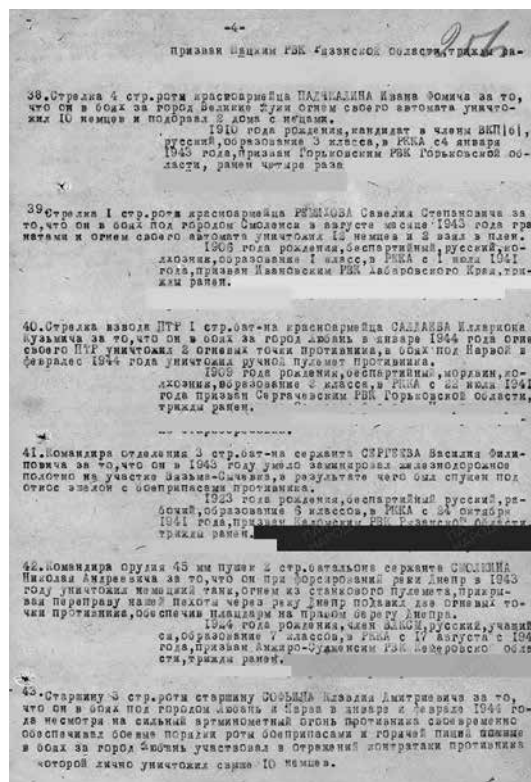 -4-
призван Шацким РВК Рязанской области, трижды ра-
38.Стрелка 4 стр.роты красноармейца ПАДЧКАЛИНА Ивана Фомича за то,
что он в боях за город Великие Луки огнем своего автомата уничто-
жил 10 немцев и подорвал 2 дома с немцами.
1910 года рождения,кандидат в члены ВКП/б/,
русский,образование 3 класса,в РККА с4 января
1943 года,призван Горьковским РВК Горьковской об-
ласти, ранен четыре раза
39.Стрелка I стр.роты красноармейца Савелия Степановича за
то,что он в боях под городом Смоленск в августе месяце 1943 года гра
натами и огнем своего автомата уничтожил 12 немцев и 2 взял в плен.
1906 года рождения,беспартийный,русский,ко-
лхозник,образование I класс,в РККА с I июля 1941
года,призван Ивановским РВК Хабаровского Края,три-
жды ранен.
40.Стрелка взвода ПТР I стр.бат-на красноармейца САЛДАЕВА Иллариона
Кузьмича за то,что он в боях за город Любань в январе 1944 года огне
своего ПТР уничтожил 2 огневых точки противника,в боях под Нарвой в
феврале 1944 года уничтожил ручной пулемет противника.
1909 года рождения,беспартийный,мордвин,ко-
лхозник,образование 2 класса,в РККА с 22 июля 1941
года призван Сергачевским РВК Горьковской области,
трижды ранен.
41.Командира отделения 3 стр.бат-на сержанта СЕРГЕЕВА Василия Фили-
повича за то,что он в 1943 году умело заминировал железнодорожное
полотно на участке Вязьма-Сычевка,в результате чего был спущен под
откос эшелон с боеприпасами противника.
1923 года рождения,беспартийный русский,ра-
бочий,образование 6 классов,в РККА с 24 октября
1941 года,призван Кадомским РВК Рязанской области
трижды ранен.
42.Командира орудия 45 мм пушек 2 стр.батальона сержанта СМОЛКИНА
Николая Андреевича за то,что он при форсировании реки Днепр в 1943
году уничтожил немецкий танк,огнем из станкового пулемета,прикры-
вая переправу нашей пехоты через реку Днепр подавил две огневых то-
чки противника,обеспечив плацдарм на правом берегу Днепра.
1924 года рождения,член ВЛКСМ,русский,учащий
ся,образование 7 классов,в РККА с 17 августа с 194
года,призван Анжиро-Судженским РВК Кемеровской обла
сти,трижды ранен.
43.Старшину 3 стр.роты старшину Клавдия Дмитриевича за то,
что он в боях под городом Любань и Нарва в январе и феврале 1944 го-
да несмотря на сильный артминометный огонь противника своевременно
обеспечивал боевые порядки роты боеприпасами и горячей пищей
в боях за город Любань участвовал в отражении контратаки противника
которой лично уничтожил свыше 10 немцев.